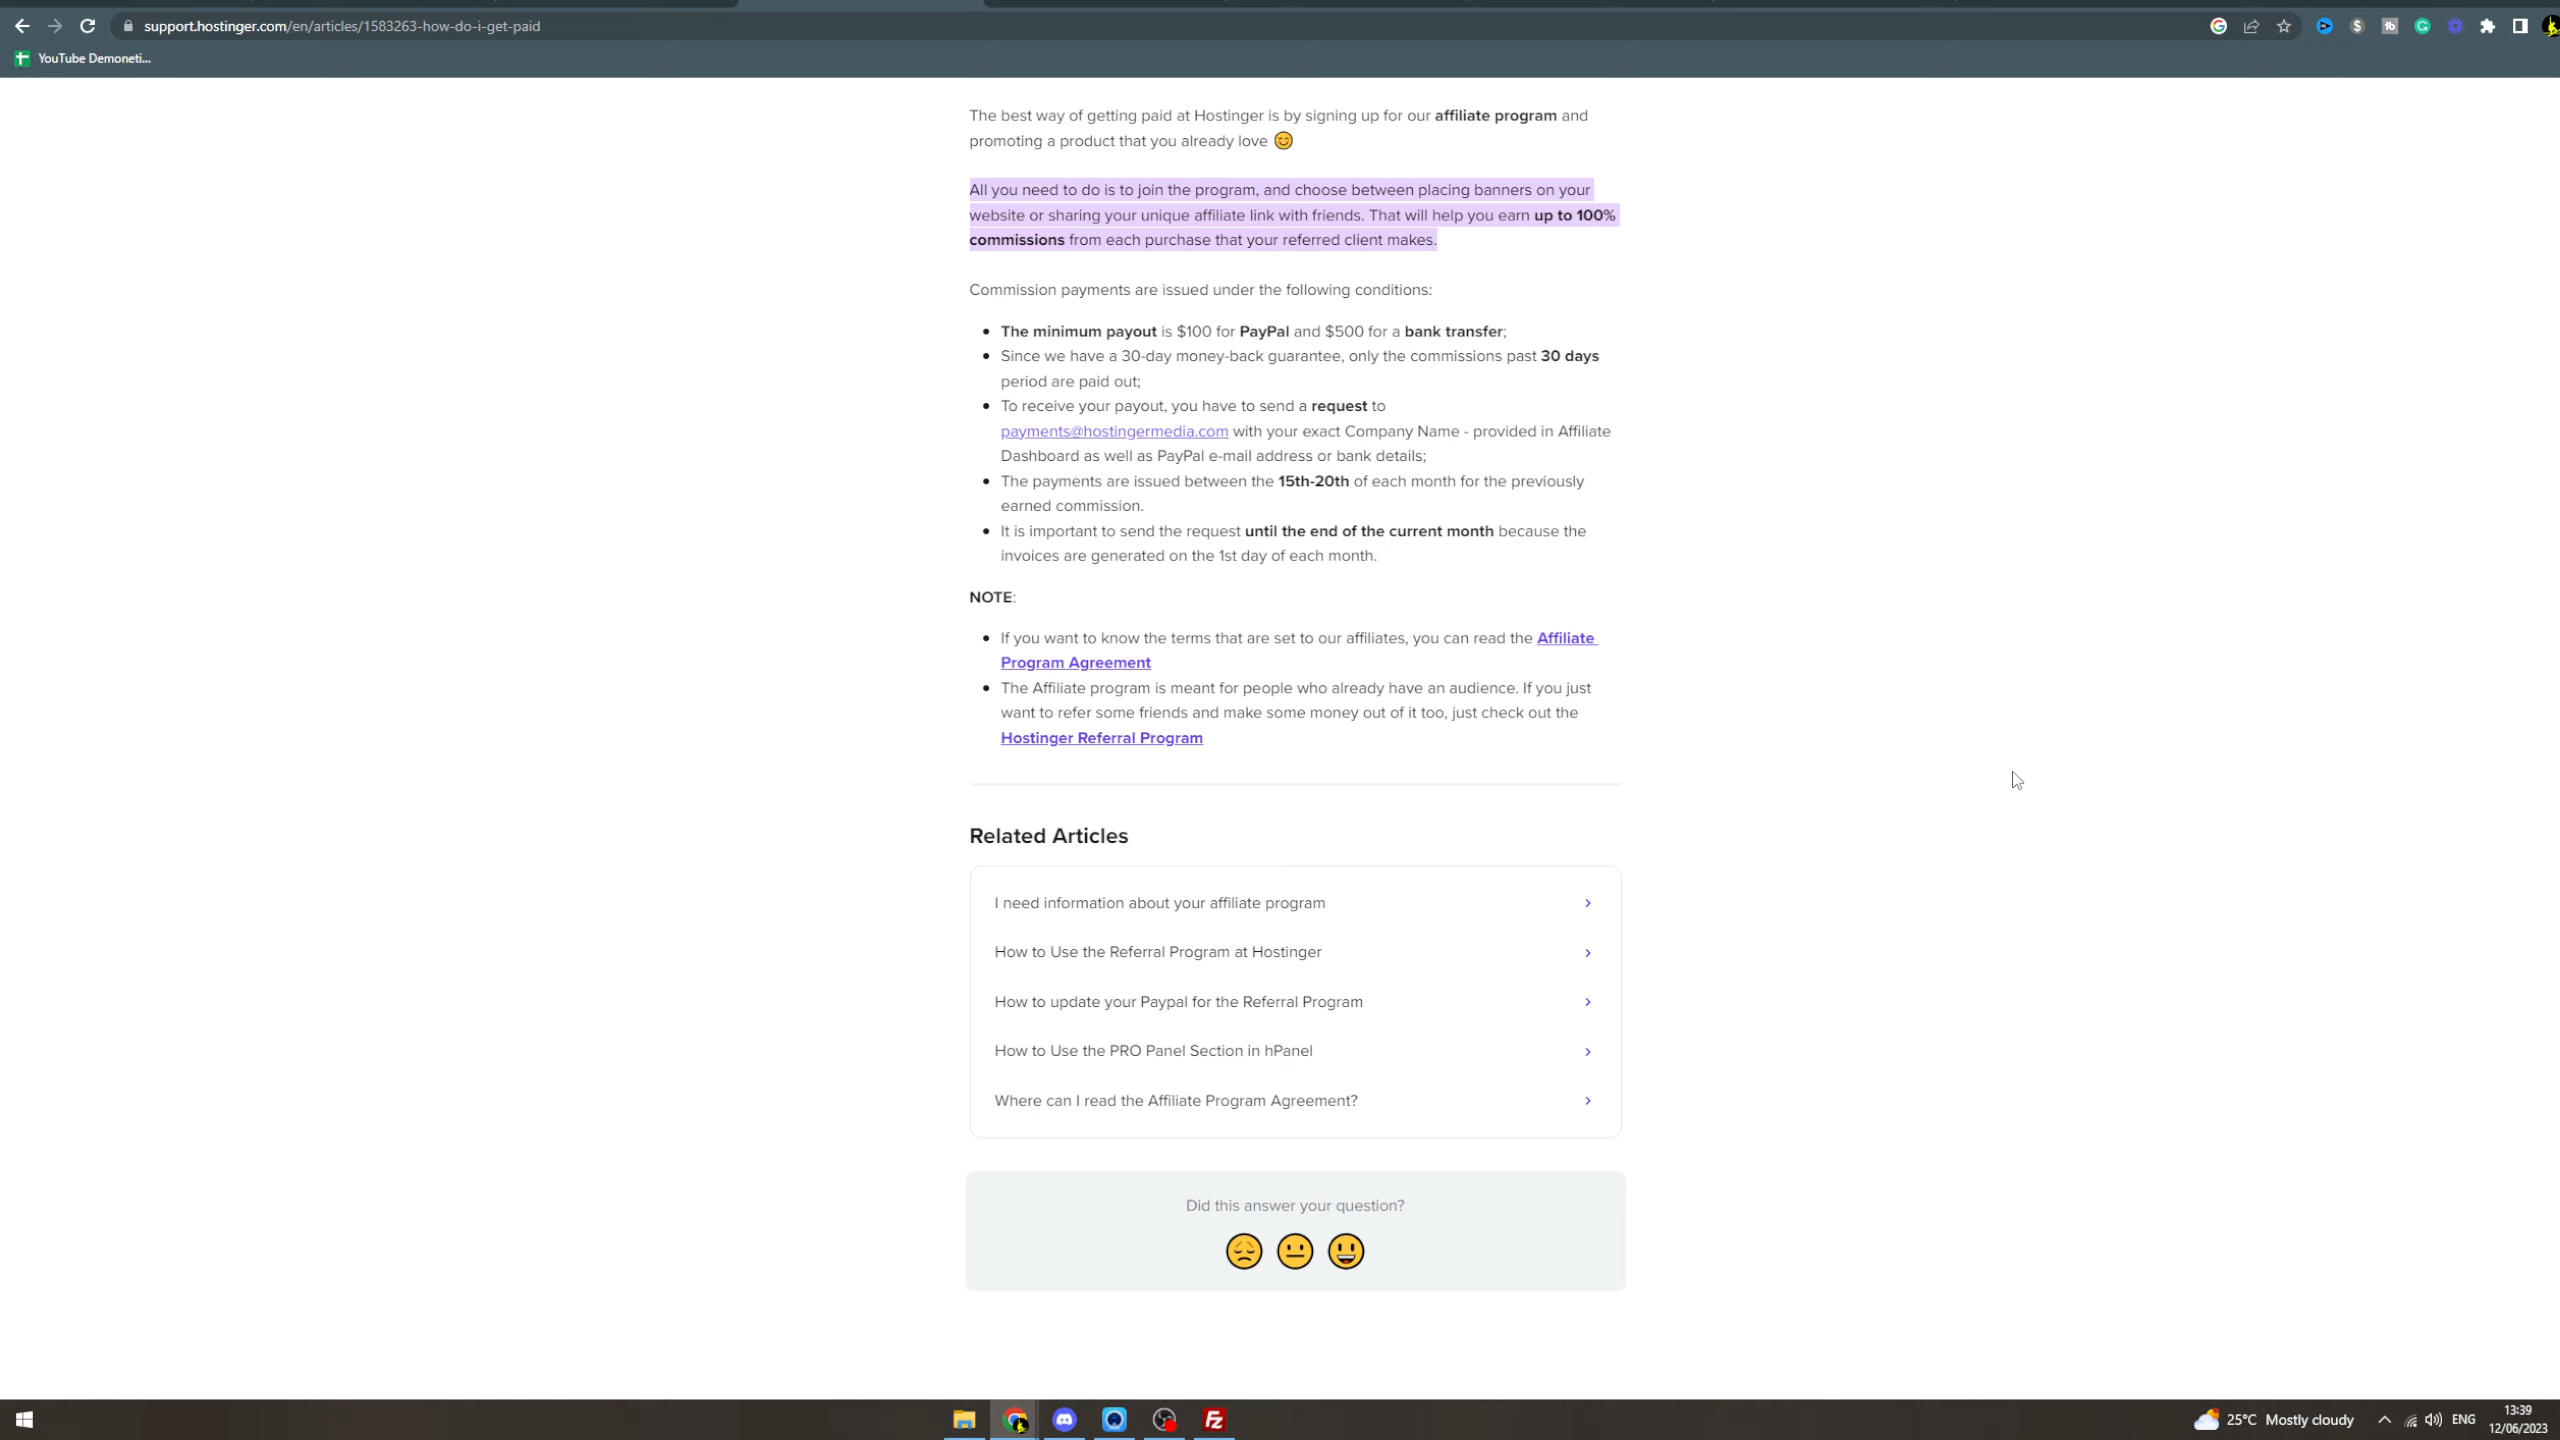 support.hostinger.com/en/articles/1583263-how-do-i-get-paid
YouTube Demoneti...
The best way of getting paid at Hostinger is by signing up for our affiliate program and
promoting a product that you already love 😊
All you need to do is to join the program, and choose between placing banners on your
website or sharing your unique affiliate link with friends. That will help you earn up to 100%
commissions from each purchase that your referred client makes.
Commission payments are issued under the following conditions:
The minimum payout is $100 for PayPal and $500 for a bank transfer;
Since we have a 30-day money-back guarantee, only the commissions past 30 days
period are paid out;
To receive your payout, you have to send a request to
payments@hostingermedia.com with your exact Company Name - provided in Affiliate
Dashboard as well as PayPal e-mail address or bank details;
The payments are issued between the 15th-20th of each month for the previously
earned commission.
It is important to send the request until the end of the current month because the
invoices are generated on the 1st day of each month.
NOTE:
If you want to know the terms that are set to our affiliates, you can read the Affiliate
Program Agreement
The Affiliate program is meant for people who already have an audience. If you just
want to refer some friends and make some money out of it too, just check out the
Hostinger Referral Program
Related Articles
I need information about your affiliate program
How to Use the Referral Program at Hostinger
How to update your Paypal for the Referral Program
How to Use the PRO Panel Section in hPanel
Where can I read the Affiliate Program Agreement?
Did this answer your question?
25°C Mostly cloudy
ENG
13:39
12/06/2023